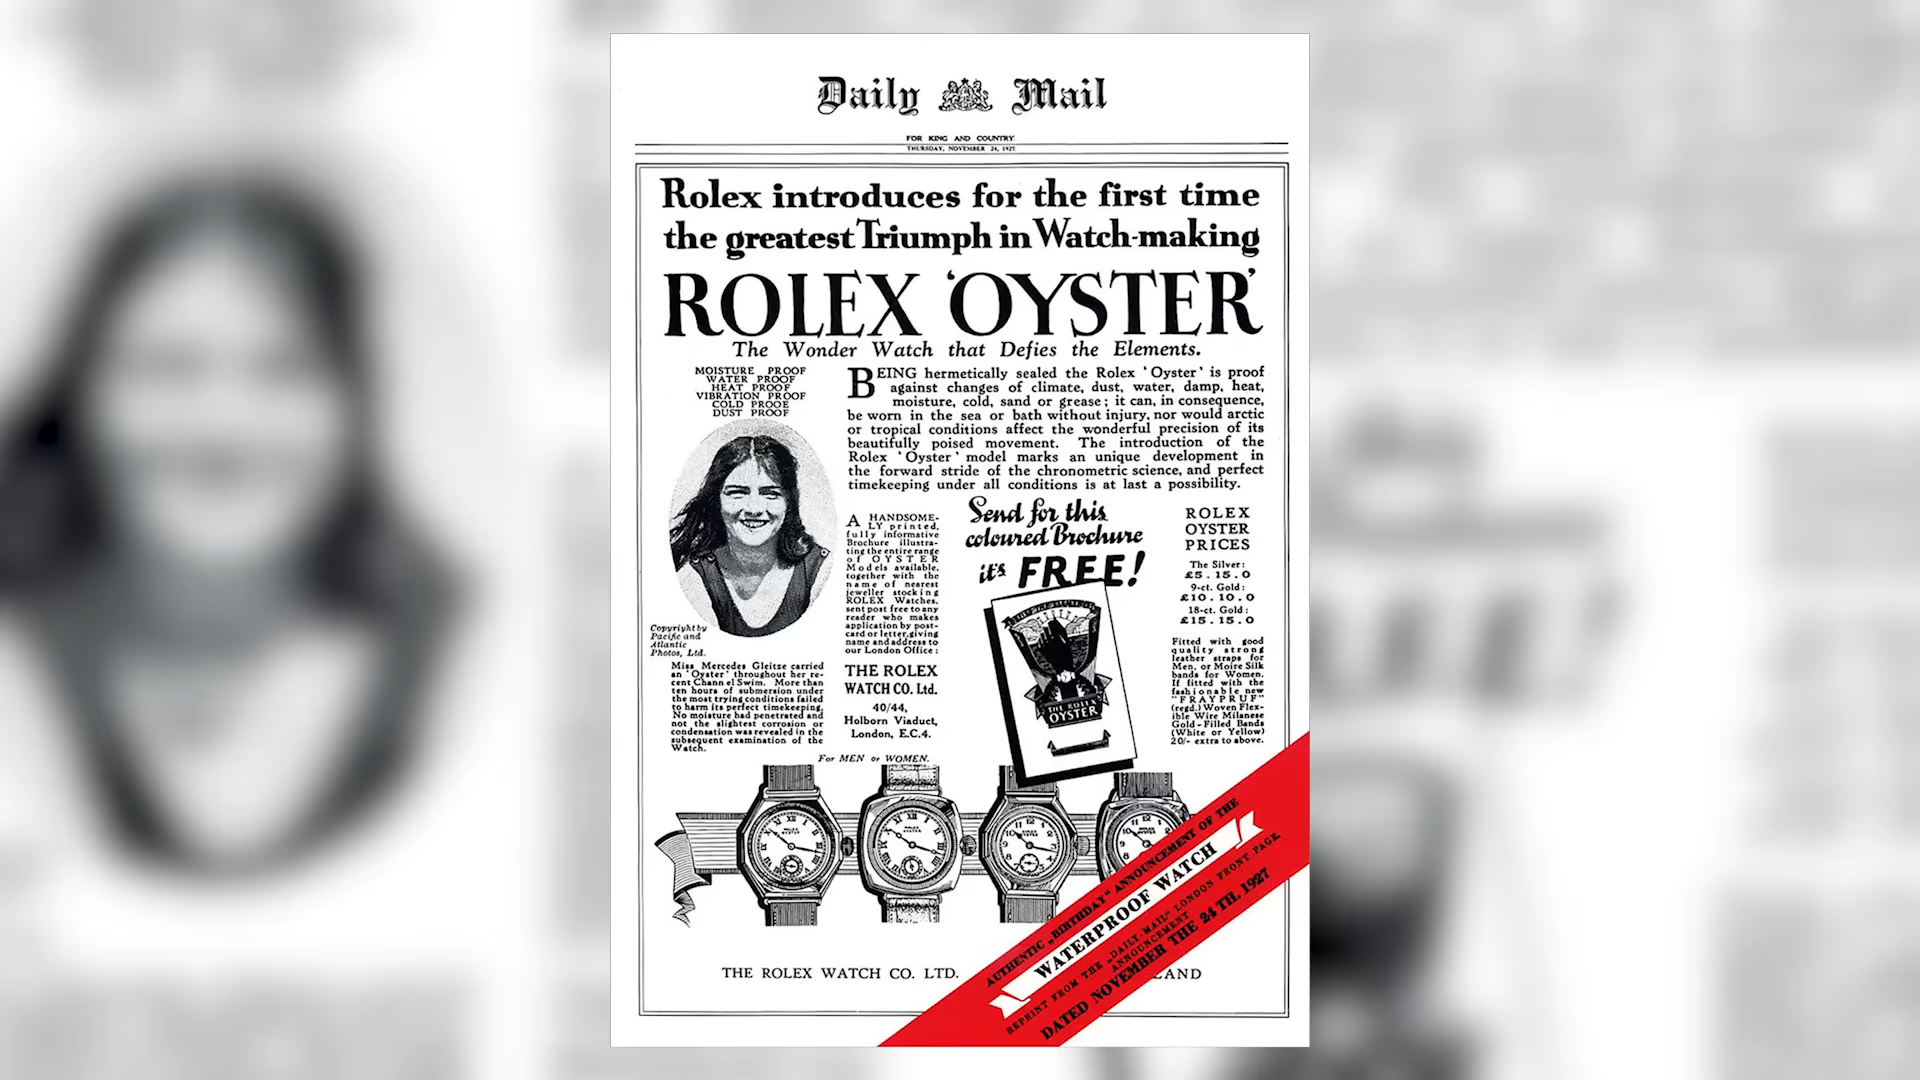 Daily Mail
FOR KING AND COUNTRY.
THURSDAY, NOVEMBER 24, 1927.
Rolex introduces for the first time
the greatest Triumph in Watch-making
ROLEX 'OYSTER'
The Wonder Watch that Defies the Elements.
MOISTURE PROOF
WATER PROOF
HEAT PROOF
VIBRATION PROOF
COLD PROOF
DUST PROOF
BEING hermetically sealed the Rolex 'Oyster' is proof
against changes of climate, dust, water, damp, heat,
moisture, cold, sand or grease; it can, in consequence,
be worn in the sea or bath without injury, nor would arctic
or tropical conditions affect the wonderful precision of its
beautifully poised movement. The introduction of the
Rolex 'Oyster' model marks an unique development in
the forward stride of the chronometric science, and perfect
timekeeping under all conditions is at last a possibility.
Copyright by
Pacific and
Atlantic
Photos, Ltd.
Miss Mercedes Gleitze carried
an 'Oyster' throughout her re-
cent Channel Swim. More than
ten hours of submersion under
the most trying conditions failed
to harm its perfect timekeeping.
No moisture had penetrated and
not the slightest corrosion or
condensation was revealed in the
subsequent examination of the
Watch.
A HANDSOME-
LY printed,
fully informative
Brochure illustra-
ting the entire range
of OYSTER
Models available,
together with the
name of nearest
jeweller stocking
ROLEX Watches,
sent post free to any
reader who makes
application by post-
card or letter, giving
name and address to
our London Office:
THE ROLEX
WATCH CO. Ltd.
40/44,
Holborn Viaduct,
London, E.C.4.
Send for this
coloured Brochure
it's FREE!
THE ROLEX
OYSTER
ROLEX
OYSTER
PRICES
The Silver:
£5.15.0
9-ct. Gold:
£10.10.0
18-ct. Gold:
£15.15.0
Fitted with good
quality strong
leather straps for
Men, or Moire Silk
bands for Women.
If fitted with the
fashionable new
"FRAYPRUF"
(regd.) Woven Flex-
ible Wire Milanese
Gold-Filled Bands
(White or Yellow)
20/- extra to above.
For MEN or WOMEN.
THE ROLEX WATCH CO. LTD.
LAND
AUTHENTIC „BIRTHDAY" ANNOUNCEMENT OF THE
WATERPROOF WATCH
REPRINT FROM THE „DAILY-MAIL" LONDON FRONT PAGE
ANNOUNCEMENT
DATED NOVEMBER THE 24 TH. 1927